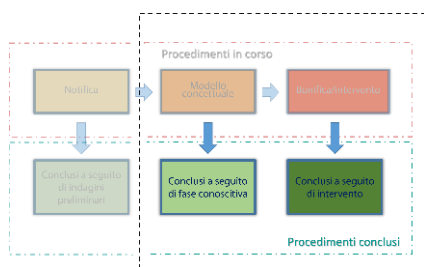 Procedimenti in corso
Notifica
Modello
concettuale
Bonifica/Intervento
Conclusi a seguito
di indagini
preliminari
Conclusi a seguito
di fase conoscitiva
Conclusi a seguito
di intervento
Procedimenti conclusi